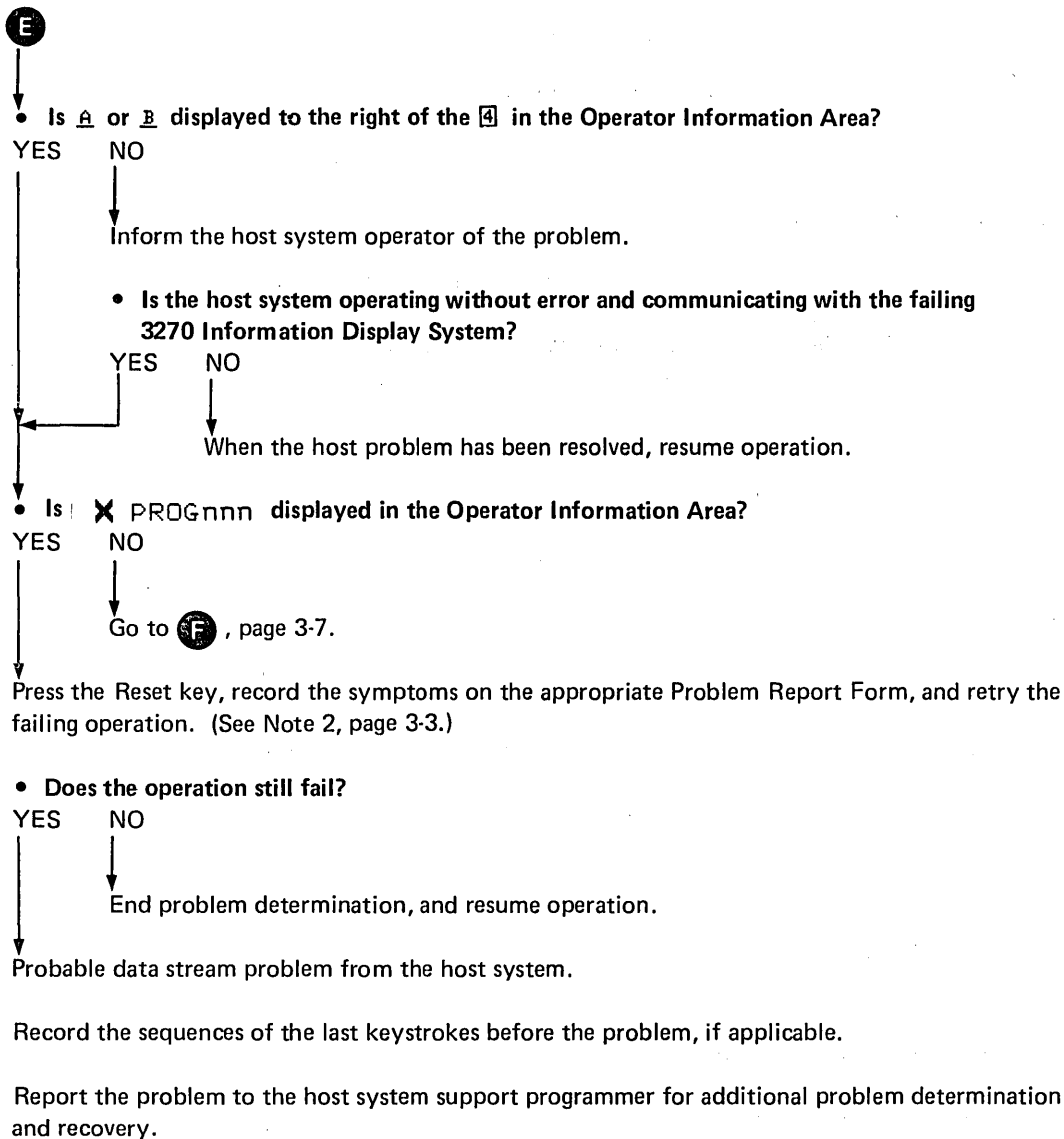 E
• Is A or B displayed to the right of the 4 in the Operator Information Area?
YES NO
Inform the host system operator of the problem.
• Is the host system operating without error and communicating with the failing
3270 Information Display System?
YES NO
When the host problem has been resolved, resume operation.
• Is X PROGnnn displayed in the Operator Information Area?
YES NO
Go to F , page 3-7.
Press the Reset key, record the symptoms on the appropriate Problem Report Form, and retry the
failing operation. (See Note 2, page 3-3.)
• Does the operation still fail?
YES NO
End problem determination, and resume operation.
Probable data stream problem from the host system.
Record the sequences of the last keystrokes before the problem, if applicable.
Report the problem to the host system support programmer for additional problem determination
and recovery.